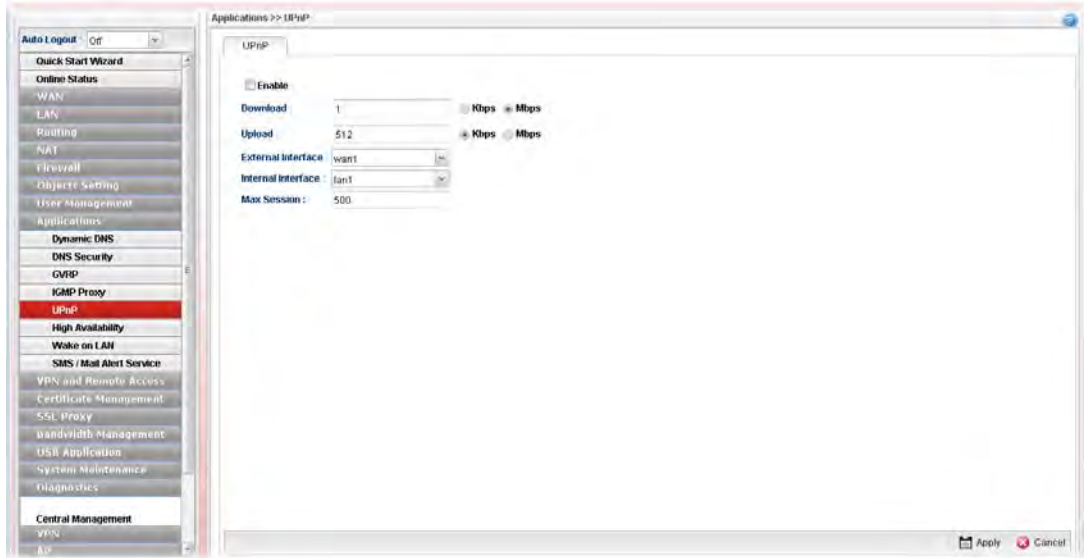 Applications >> UPnP
Auto Logout : Off
Quick Start Wizard
Online Status
WAN
LAN
Routing
NAT
Firewall
Objects Setting
User Management
Applications
Dynamic DNS
DNS Security
GVRP
IGMP Proxy
UPnP
High Availability
Wake on LAN
SMS / Mail Alert Service
VPN and Remote Access
Certificate Management
SSL Proxy
Bandwidth Management
USB Application
System Maintenance
Diagnostics
Central Management
VPN
AP
UPnP
Enable
Download : 1 Kbps Mbps
Upload : 512 Kbps Mbps
External Interface : wan1
Internal Interface : lan1
Max Session : 500
Apply Cancel